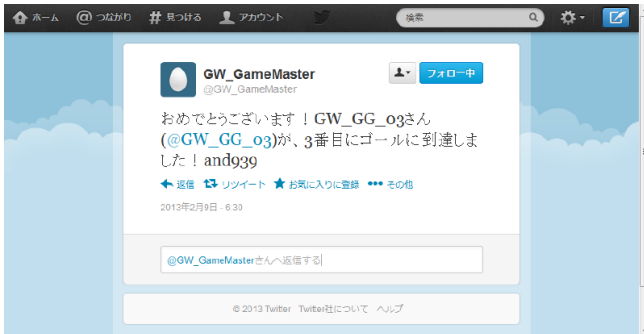 ホーム @つながり # 見つける アカウント 検索
GW_GameMaster フォロー中
@GW_GameMaster
おめでとうございます！GW_GG_03さん
(@GW_GG_03)が、3番目にゴールに到達しま
した！and939
返信 リツイート お気に入りに登録 ••• その他
2013年2月9日 - 6:30
@GW_GameMasterさんへ返信する
© 2013 Twitter Twitter社について ヘルプ